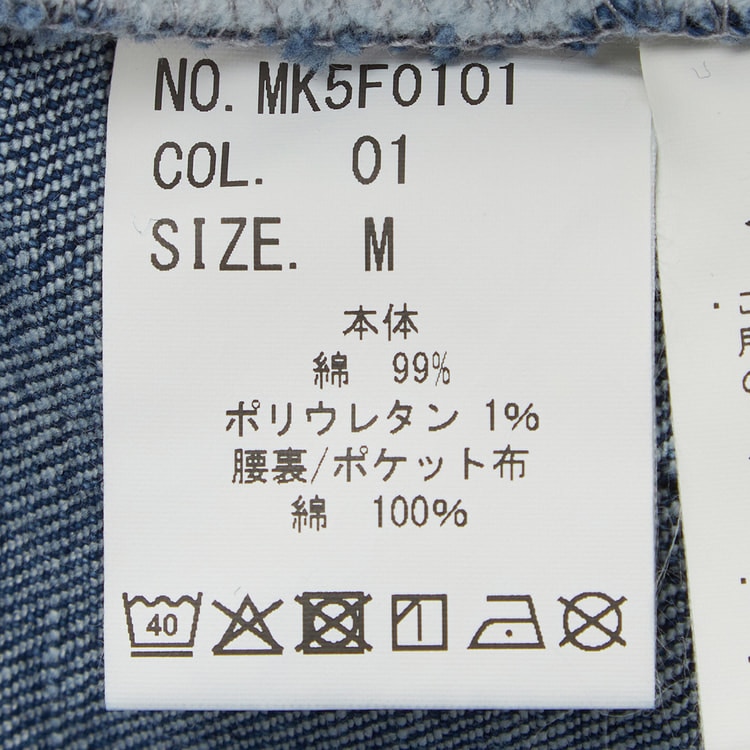 NO. MK5F0101
COL. 01
SIZE. M
本体
綿 99%
ポリウレタン 1%
腰裏/ポケット布
綿 100%
40